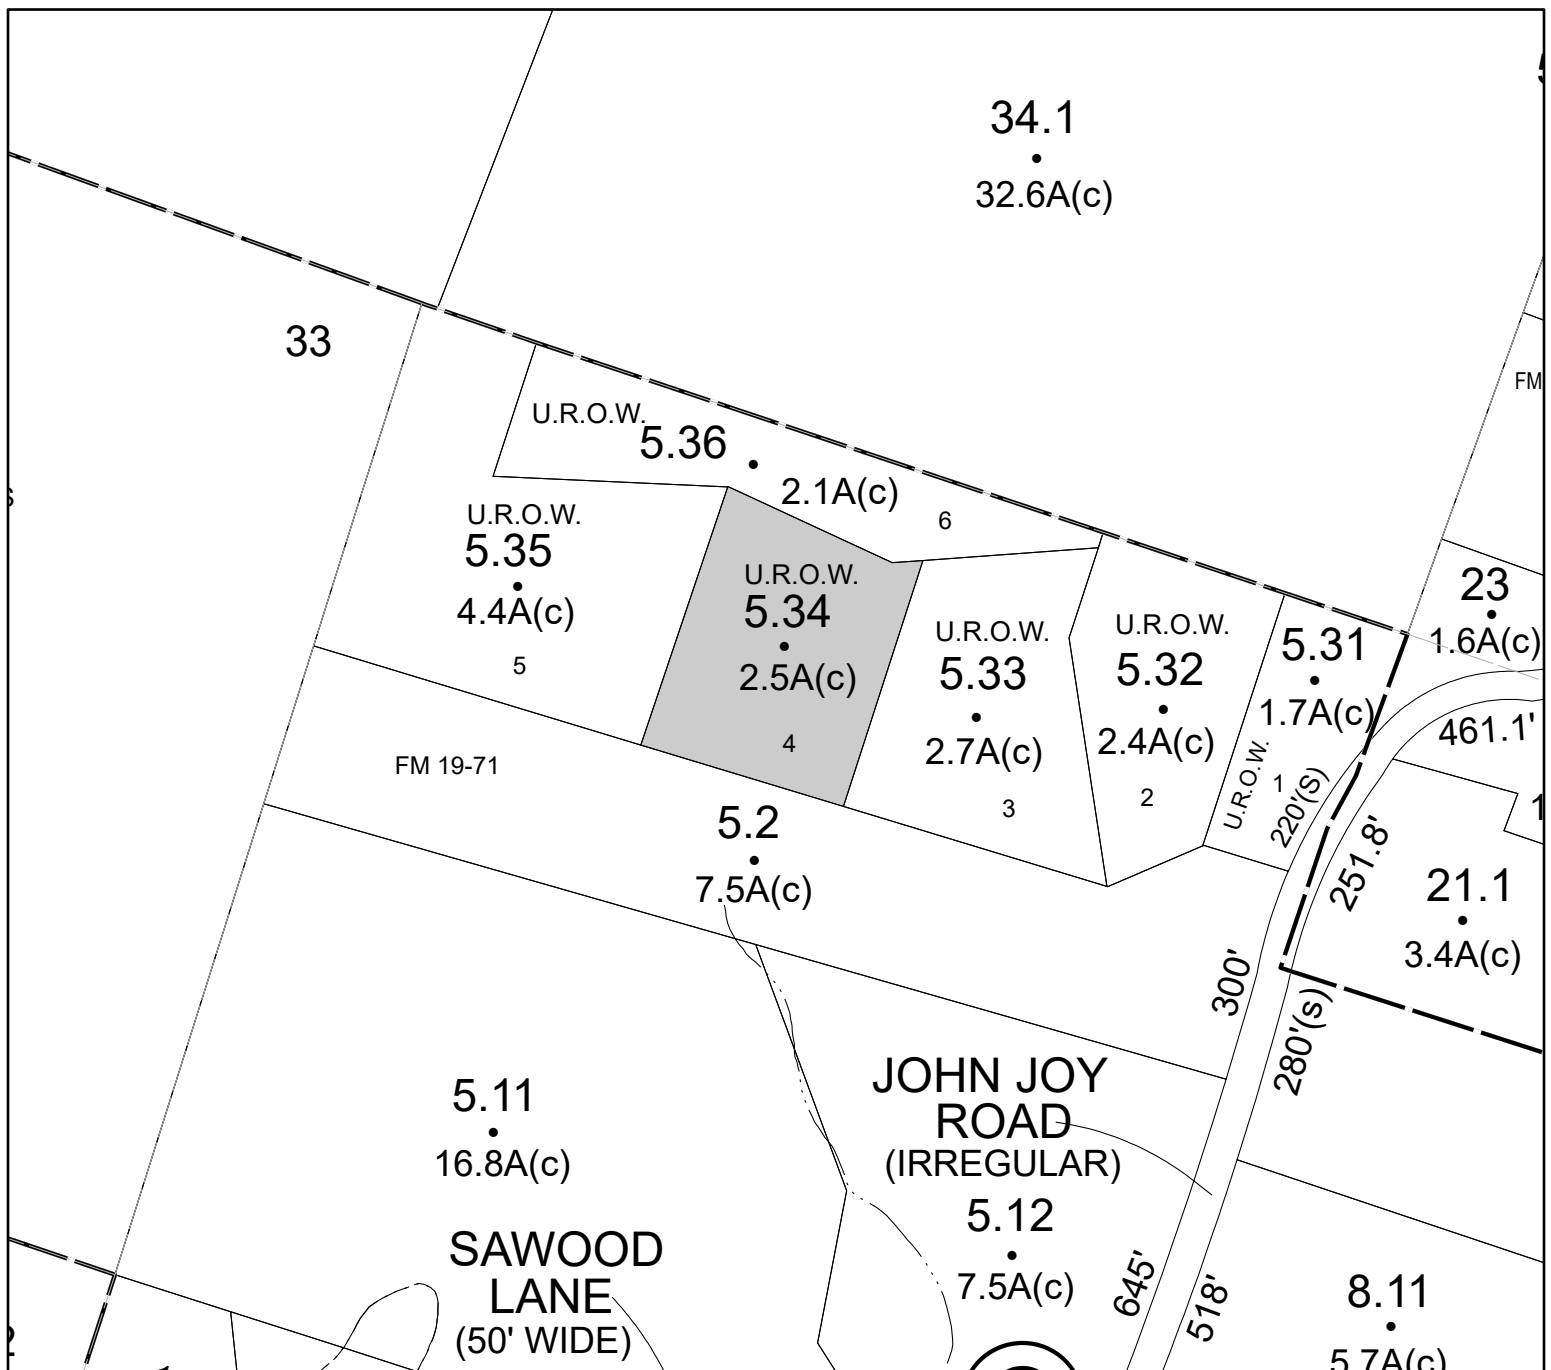 34.1
32.6A(c)
33
FM
U.R.O.W.
5.36
2.1A(c)
6
U.R.O.W.
5.35
4.4A(c)
5
U.R.O.W.
5.34
2.5A(c)
4
U.R.O.W.
5.33
2.7A(c)
3
U.R.O.W.
5.32
2.4A(c)
2
5.31
1.7A(c)
U.R.O.W.
1
220'(S)
23
1.6A(c)
461.1'
251.8'
21.1
3.4A(c)
FM 19-71
5.2
7.5A(c)
300'
280'(s)
5.11
16.8A(c)
JOHN JOY
ROAD
(IRREGULAR)
5.12
7.5A(c)
SAWOOD
LANE
(50' WIDE)
645'
518'
8.11
5.7A(c)